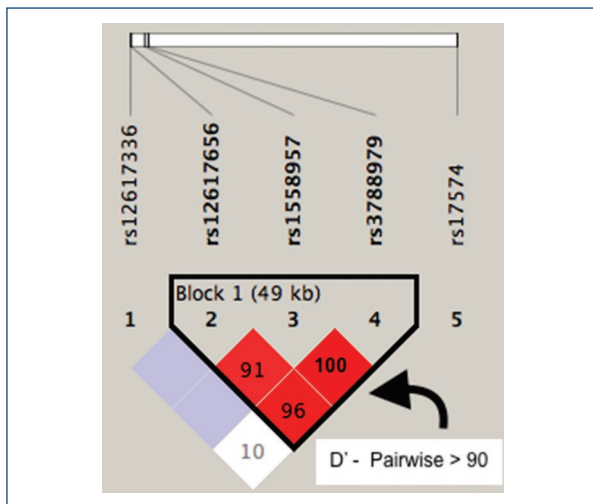 rs12617336
rs12617656
rs1558957
rs3788979
rs17574
Block 1 (49 kb)
1 2 3 4 5
91 100
96
10
D' - Pairwise > 90